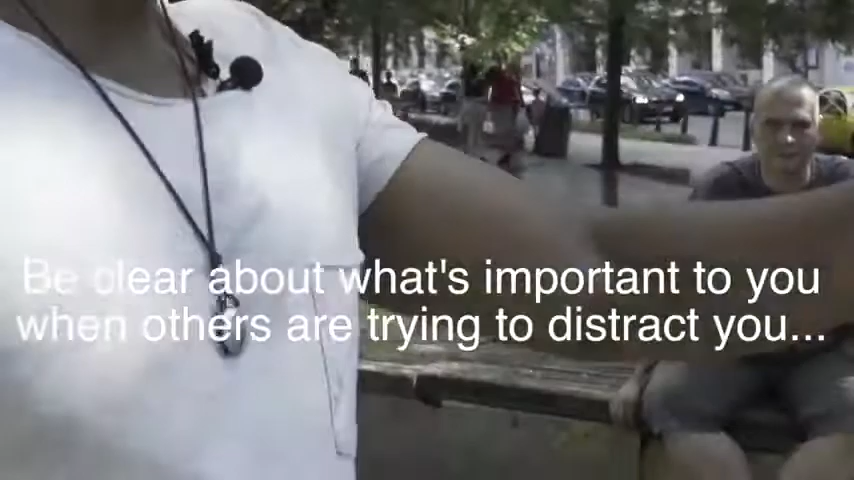 Be clear about what's important to you
when others are trying to distract you...